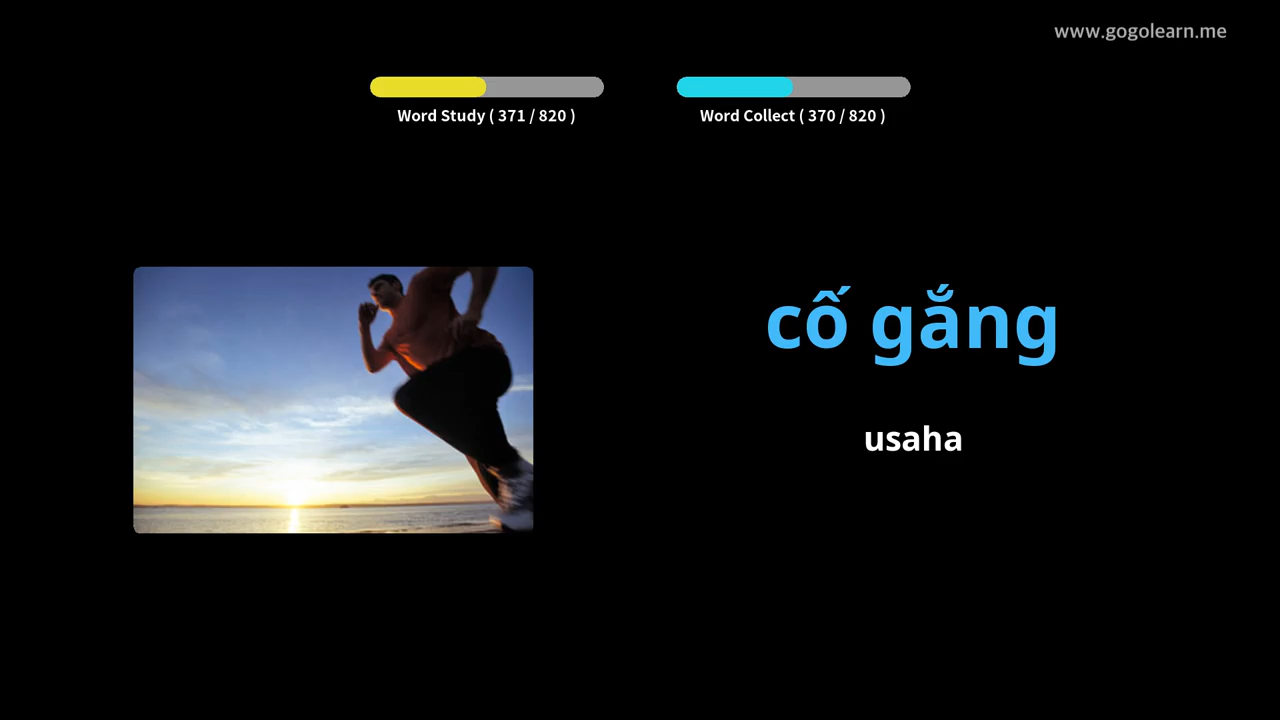 www.gogolearn.me
Word Study ( 371 / 820 )
Word Collect ( 370 / 820 )
cố gắng
usaha